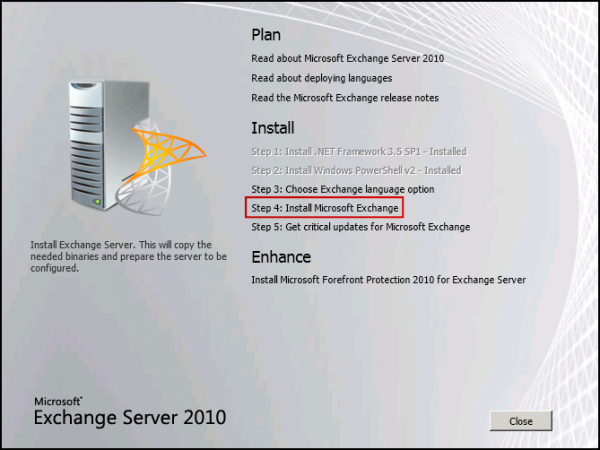 Plan
Read about Microsoft Exchange Server 2010
Read about deploying languages
Read the Microsoft Exchange release notes
Install
Step 1: Install .NET Framework 3.5 SP1 - Installed
Step 2: Install Windows PowerShell v2 - Installed
Step 3: Choose Exchange language option
Step 4: Install Microsoft Exchange
Step 5: Get critical updates for Microsoft Exchange
Install Exchange Server. This will copy the
needed binaries and prepare the server to be
configured.
Enhance
Install Microsoft Forefront Protection 2010 for Exchange Server
Microsoft®
Exchange Server 2010
Close